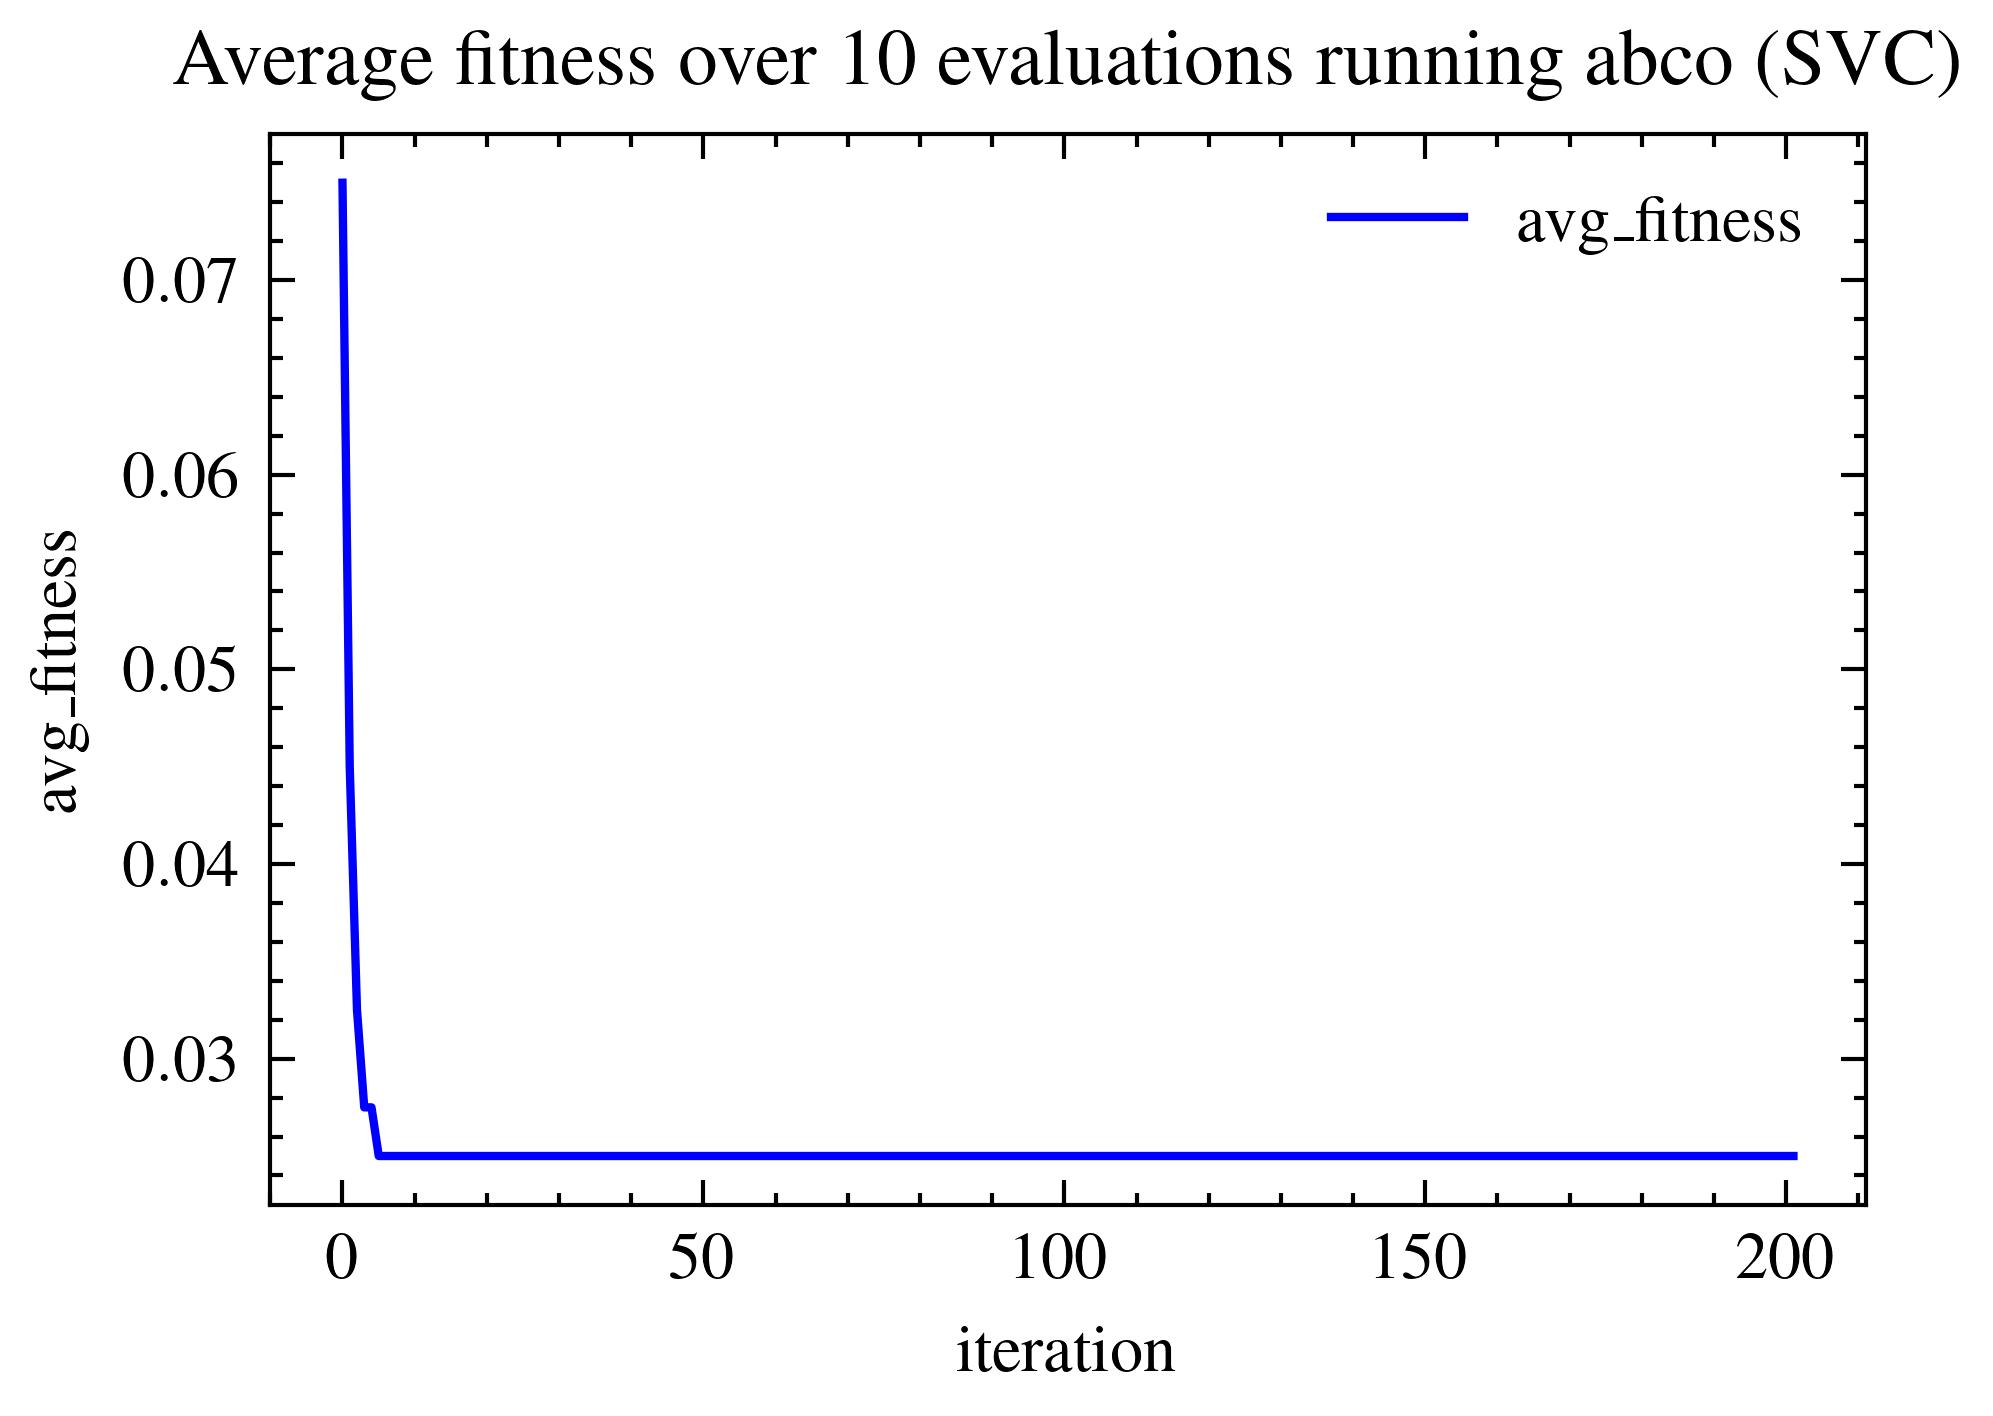 Average fitness over 10 evaluations running abco (SVC)
avg_fitness
0.07
0.06
0.05
0.04
0.03
avg_fitness
0 50 100 150 200
iteration